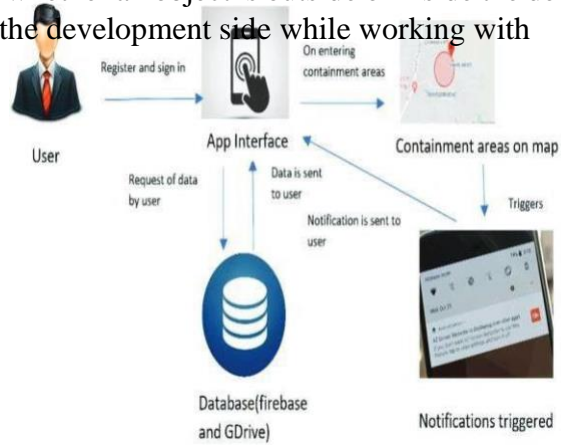 the development side while working with
Register and sign in
On entering
containment areas
User
App Interface
Containment areas on map
Request of data
by user
Data is sent
to user
Notification is sent to
user
Triggers
Database(firebase
and GDrive)
Notifications triggered